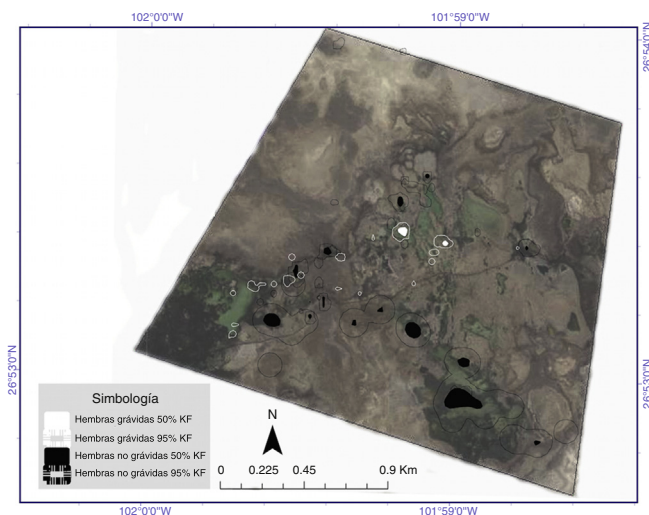 102°0'0"W 101°59'0"W
26°54'0"N
26°53'0"N
26°53'0"N
Simbología
Hembras grávidas 50% KF
Hembras grávidas 95% KF
Hembras no grávidas 50% KF
Hembras no grávidas 95% KF
N
0 0.225 0.45 0.9 Km
102°0'0"W 101°59'0"W